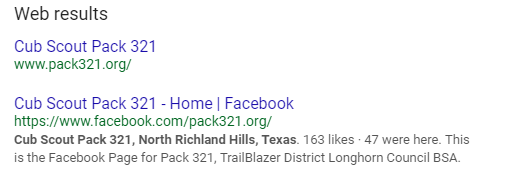 Web results
Cub Scout Pack 321
www.pack321.org/
Cub Scout Pack 321 - Home | Facebook
https://www.facebook.com/pack321.org/
Cub Scout Pack 321, North Richland Hills, Texas. 163 likes · 47 were here. This
is the Facebook Page for Pack 321, TrailBlazer District Longhorn Council BSA.